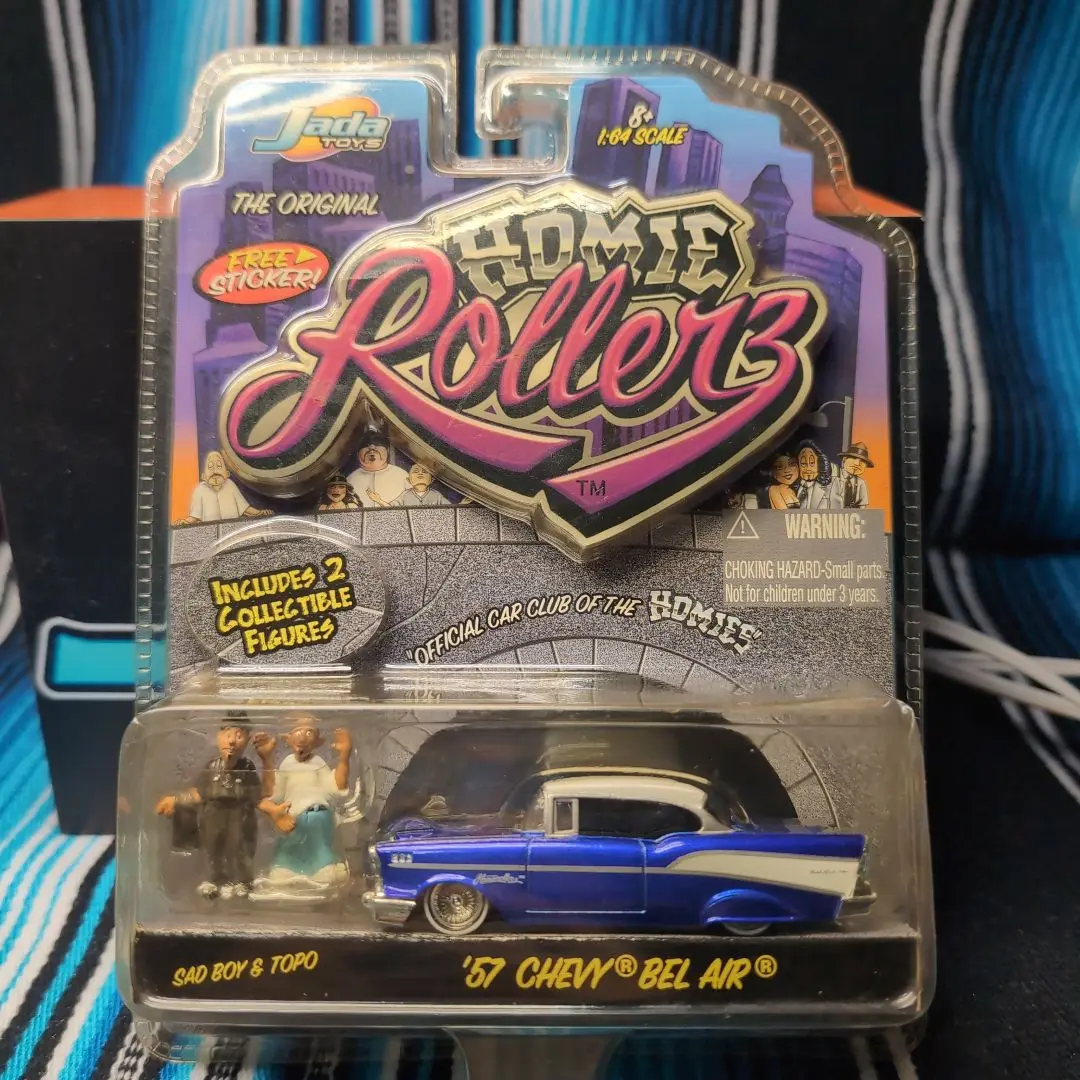 Jada
TOYS
8+
1:64 SCALE
THE ORIGINAL
FREE
STICKER!
HOMIE
Rollerz
TM
WARNING:
CHOKING HAZARD-Small parts
Not for children under 3 years.
INCLUDES 2
COLLECTIBLE
FIGURES
"OFFICIAL CAR CLUB OF THE HOMIES"
SAD BOY & TOPO
'57 CHEVY® BEL AIR®